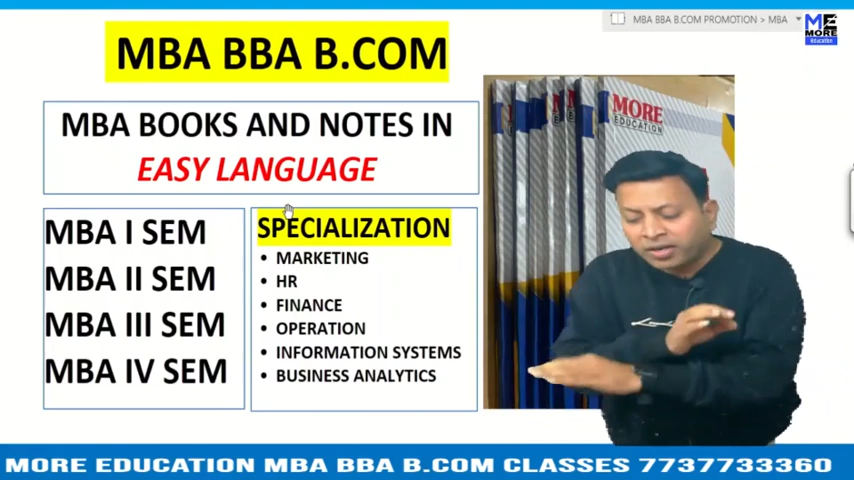 MBA BBA B.COM PROMOTION > MBA
ME
MORE
Education
MBA BBA B.COM
MBA BOOKS AND NOTES IN
EASY LANGUAGE
MORE
EDUCATION
MBA I SEM
MBA II SEM
MBA III SEM
MBA IV SEM
SPECIALIZATION
• MARKETING
• HR
• FINANCE
• OPERATION
• INFORMATION SYSTEMS
• BUSINESS ANALYTICS
MORE EDUCATION MBA BBA B.COM CLASSES 7737733360